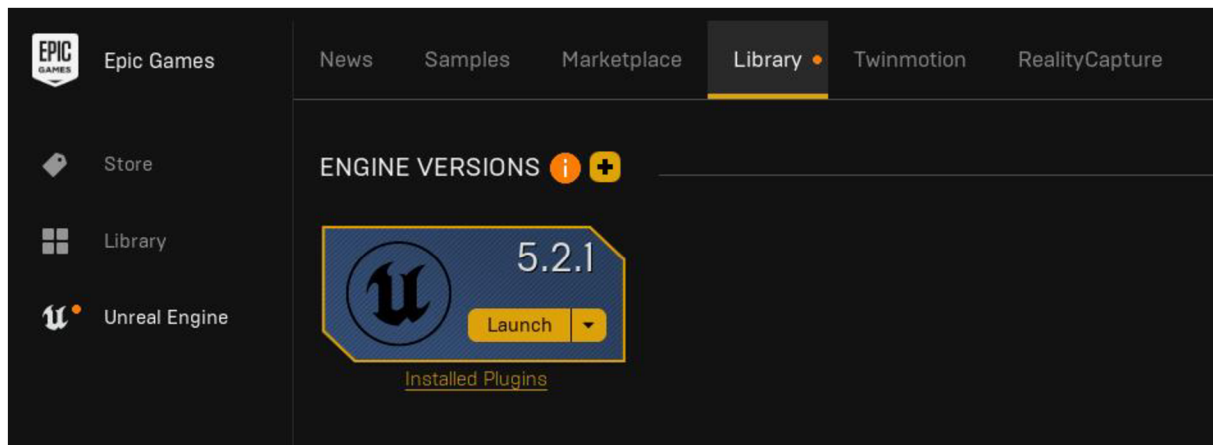 EPIC
GAMES
Epic Games
News Samples Marketplace Library Twinmotion RealityCapture
Store
Library
Unreal Engine
ENGINE VERSIONS
5.2.1
Launch
Installed Plugins